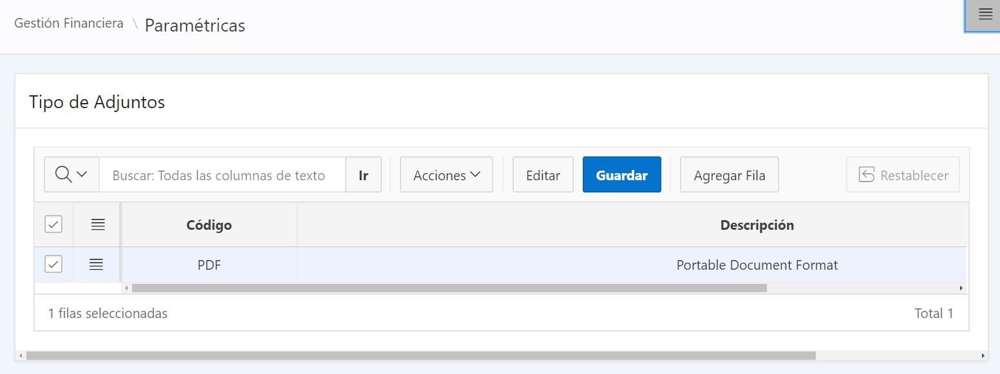 Gestión Financiera \ Paramétricas
Tipo de Adjuntos
Buscar: Todas las columnas de texto Ir Acciones Editar Guardar Agregar Fila Restablecer
Código Descripción
PDF Portable Document Format
1 filas seleccionadas Total 1